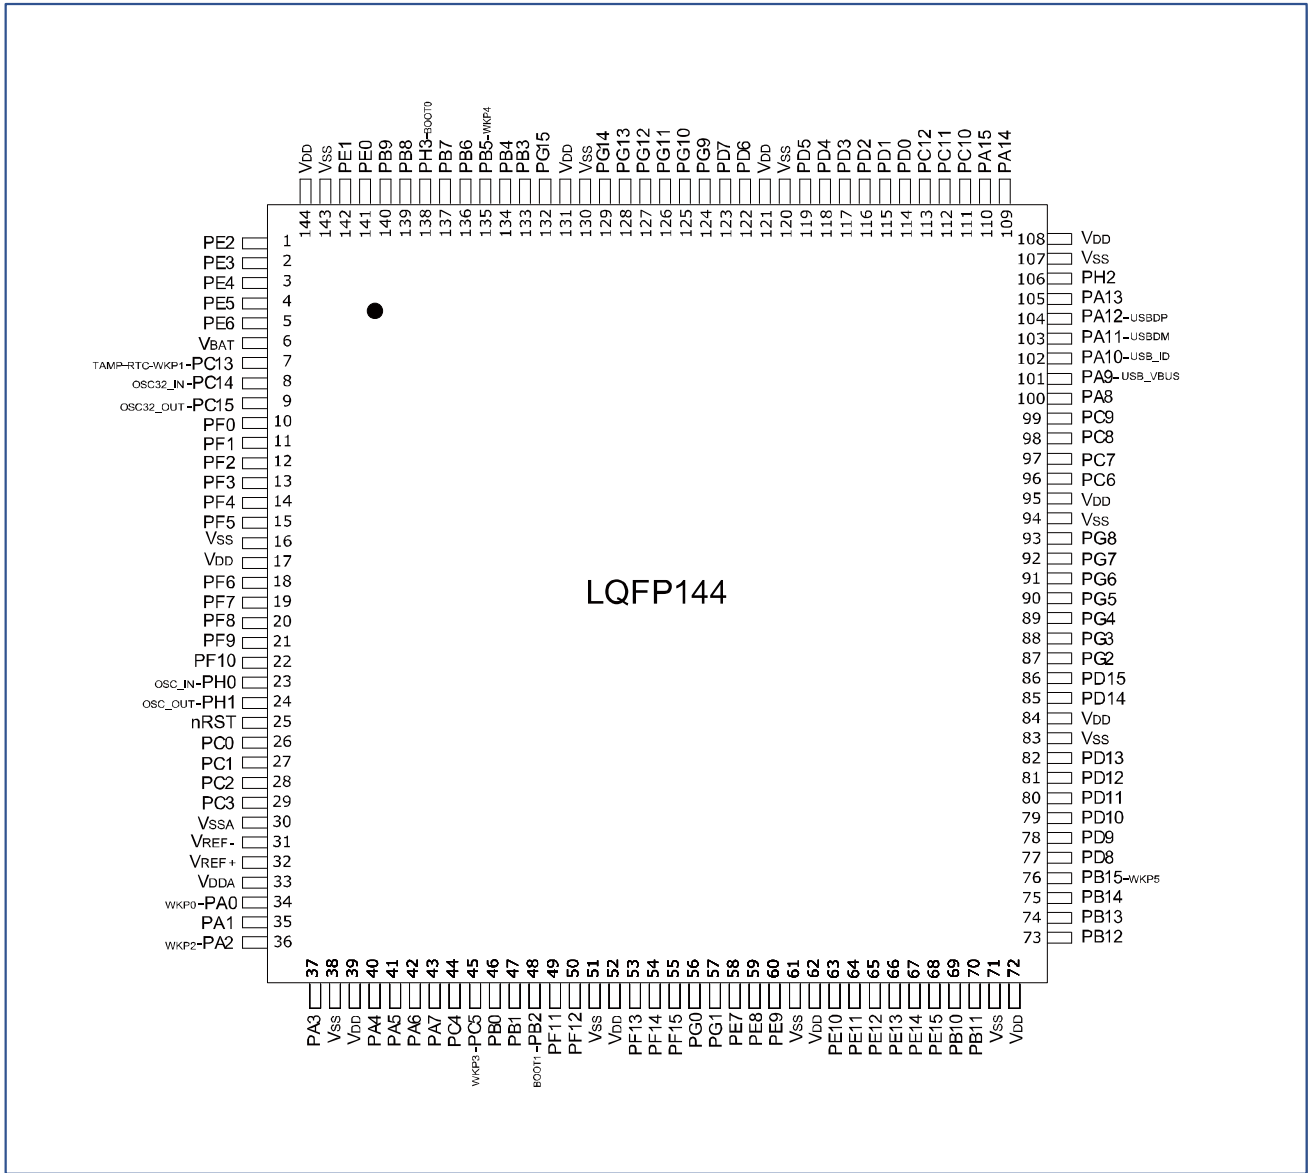 VDD
VSS
PE1
PE0
PB9
PB8
PH3-BOOT0
PB7
PB6
PB5-WKP4
PB4
PB3
PG15
VDD
VSS
PG14
PG13
PG12
PG11
PG10
PG9
PD7
PD6
VDD
VSS
PD5
PD4
PD3
PD2
PD1
PD0
PC12
PC11
PC10
PA15
PA14
144
143
142
141
140
139
138
137
136
135
134
133
132
131
130
129
128
127
126
125
124
123
122
121
120
119
118
117
116
115
114
113
112
111
110
109
PE2 1
PE3 2
PE4 3
PE5 4
PE6 5
VBAT 6
TAMP-RTC-WKP1-PC13 7
OSC32_IN-PC14 8
OSC32_OUT-PC15 9
PF0 10
PF1 11
PF2 12
PF3 13
PF4 14
PF5 15
VSS 16
VDD 17
PF6 18
PF7 19
PF8 20
PF9 21
PF10 22
OSC_IN-PH0 23
OSC_OUT-PH1 24
nRST 25
PC0 26
PC1 27
PC2 28
PC3 29
VSSA 30
VREF- 31
VREF+ 32
VDDA 33
WKP0-PA0 34
PA1 35
WKP2-PA2 36
LQFP144
108 VDD
107 VSS
106 PH2
105 PA13
104 PA12-USBDP
103 PA11-USBDM
102 PA10-USB_ID
101 PA9-USB_VBUS
100 PA8
99 PC9
98 PC8
97 PC7
96 PC6
95 VDD
94 VSS
93 PG8
92 PG7
91 PG6
90 PG5
89 PG4
88 PG3
87 PG2
86 PD15
85 PD14
84 VDD
83 VSS
82 PD13
81 PD12
80 PD11
79 PD10
78 PD9
77 PD8
76 PB15-WKP5
75 PB14
74 PB13
73 PB12
37
38
39
40
41
42
43
44
45
46
47
48
49
50
51
52
53
54
55
56
57
58
59
60
61
62
63
64
65
66
67
68
69
70
71
72
PA3
VSS
VDD
PA4
PA5
PA6
PA7
PC4
WKP3-PC5
PB0
PB1
BOOT1-PB2
PF11
PF12
VSS
VDD
PF13
PF14
PF15
PG0
PG1
PE7
PE8
PE9
VSS
VDD
PE10
PE11
PE12
PE13
PE14
PE15
PB10
PB11
VSS
VDD